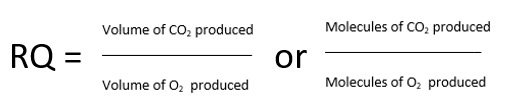 RQ = Volume of CO₂ produced / Volume of O₂ produced or Molecules of CO₂ produced / Molecules of O₂ produced